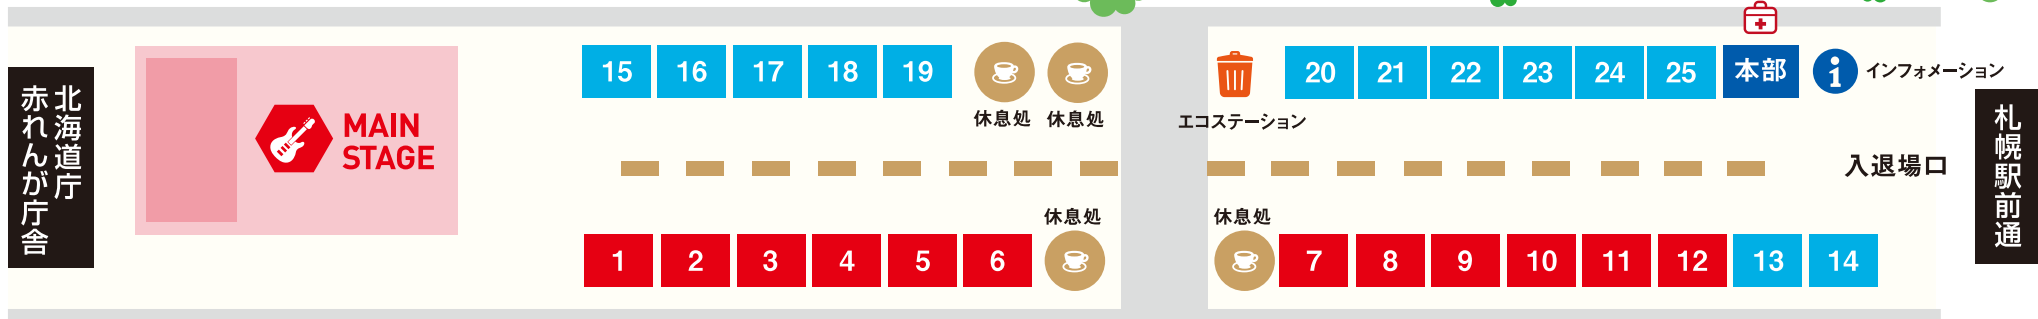 北海道庁
赤れんが庁舎
MAIN
STAGE
15 16 17 18 19
休息処 休息処
エコステーション
20 21 22 23 24 25 本部
インフォメーション
入退場口
札幌駅前通
休息処
1 2 3 4 5 6
休息処
7 8 9 10 11 12 13 14